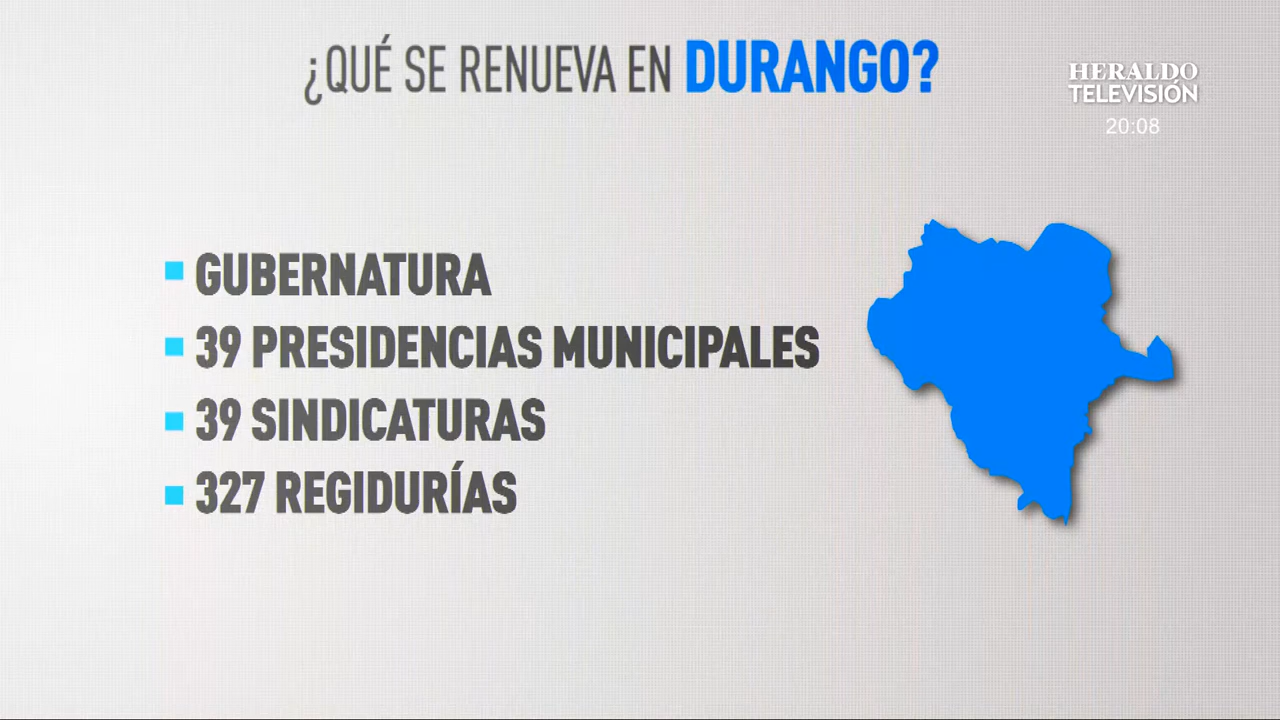 ¿QUÉ SE RENUEVA EN DURANGO?
HERALDO
TELEVISIÓN
20:08
GUBERNATURA
39 PRESIDENCIAS MUNICIPALES
39 SINDICATURAS
327 REGIDURÍAS